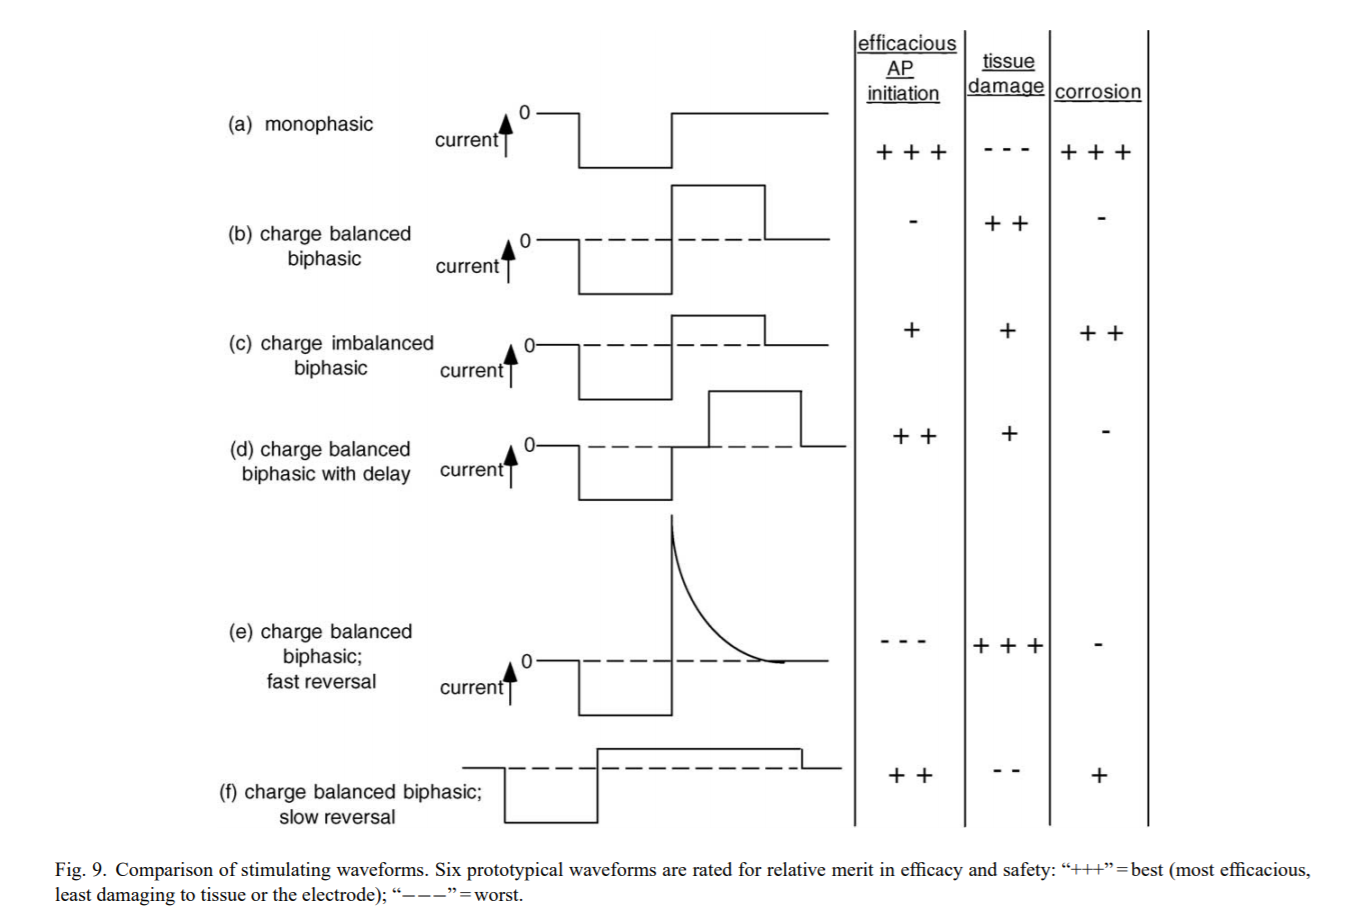 efficacious
AP
initiation
tissue
damage
corrosion
(a) monophasic
current
0
+ + +
- - -
+ + +
(b) charge balanced
biphasic
current
0
-
+ +
-
(c) charge imbalanced
biphasic
current
0
+
+
+ +
(d) charge balanced
biphasic with delay
current
0
+ +
+
-
(e) charge balanced
biphasic;
fast reversal
current
0
- - -
+ + +
-
(f) charge balanced biphasic;
slow reversal
+ +
- -
+
Fig. 9. Comparison of stimulating waveforms. Six prototypical waveforms are rated for relative merit in efficacy and safety: “+++”=best (most efficacious,
least damaging to tissue or the electrode); “−−−”=worst.